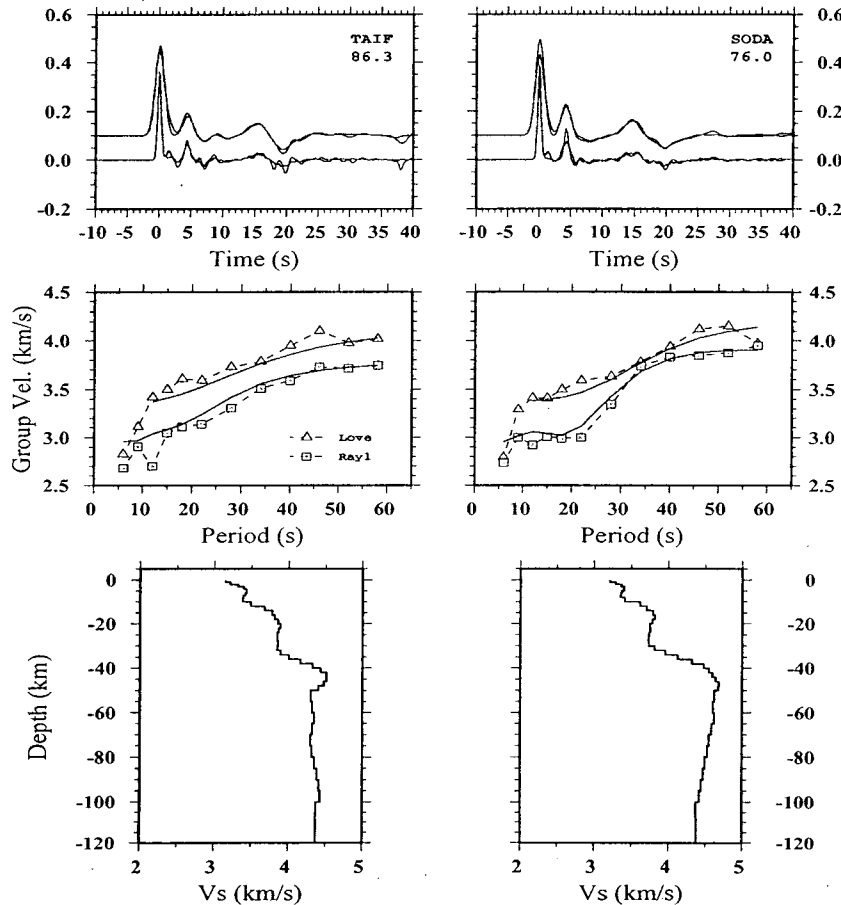 0.6
0.4
0.2
0.0
-0.2
TAIF
86.3
-10 -5 0 5 10 15 20 25 30 35 40
Time (s)
SODA
76.0
0.6
0.4
0.2
0.0
-0.2
-10 -5 0 5 10 15 20 25 30 35 40
Time (s)
Group Vel. (km/s)
4.5
4.0
3.5
3.0
2.5
Love
Rayl
0 10 20 30 40 50 60
Period (s)
4.5
4.0
3.5
3.0
2.5
0 10 20 30 40 50 60
Period (s)
Depth (km)
0
-20
-40
-60
-80
-100
-120
2 3 4 5
Vs (km/s)
0
-20
-40
-60
-80
-100
-120
2 3 4 5
Vs (km/s)